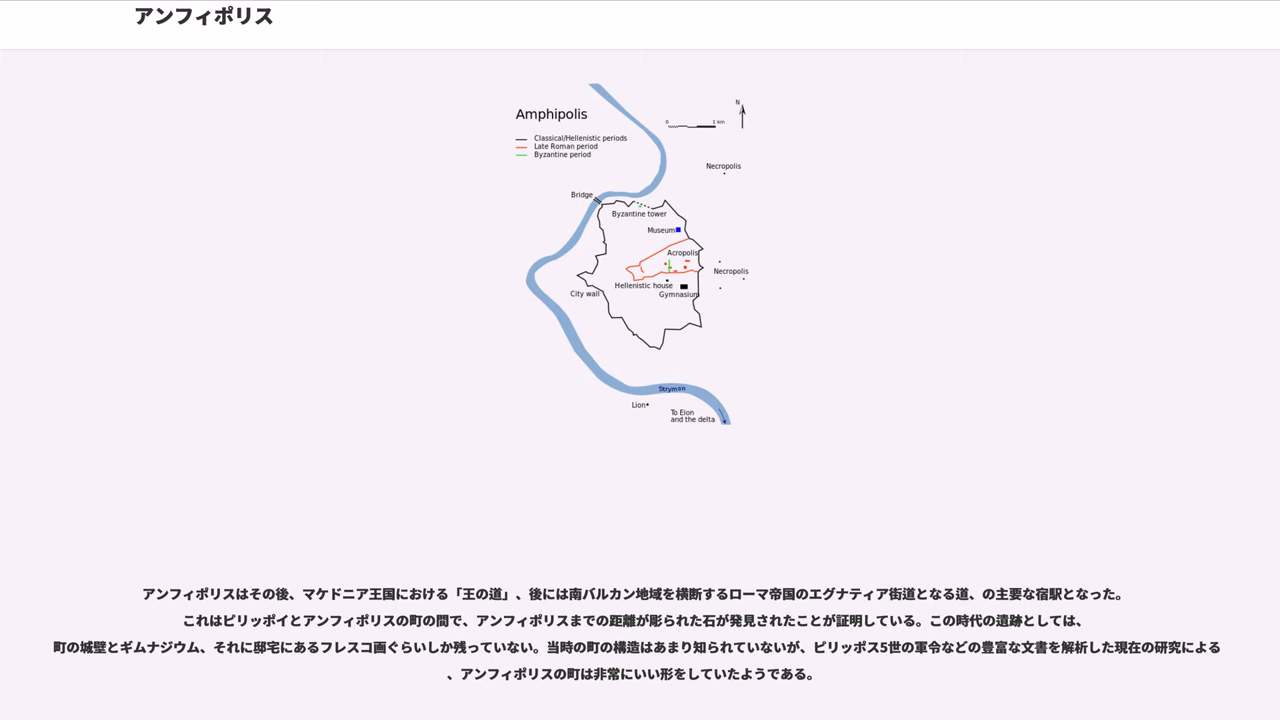 アンフィポリス
Amphipolis
Classical/Hellenistic periods
Late Roman period
Byzantine period
0 1 km
N
Necropolis
Bridge
Byzantine tower
Museum
Acropolis
Necropolis
Hellenistic house
City wall
Gymnasium
Strymon
Lion
To Eion
and the delta
アンフィポリスはその後、マケドニア王国における「王の道」、後には南バルカン地域を横断するローマ帝国のエグナティア街道となる道、の主要な宿駅となった。
これはピリッポイとアンフィポリスの町の間で、アンフィポリスまでの距離が彫られた石が発見されたことが証明している。この時代の遺跡としては、
町の城壁とギムナジウム、それに邸宅にあるフレスコ画ぐらいしか残っていない。当時の町の構造はあまり知られていないが、ピリッポス5世の軍令などの豊富な文書を解析した現在の研究による
、アンフィポリスの町は非常にいい形をしていたようである。